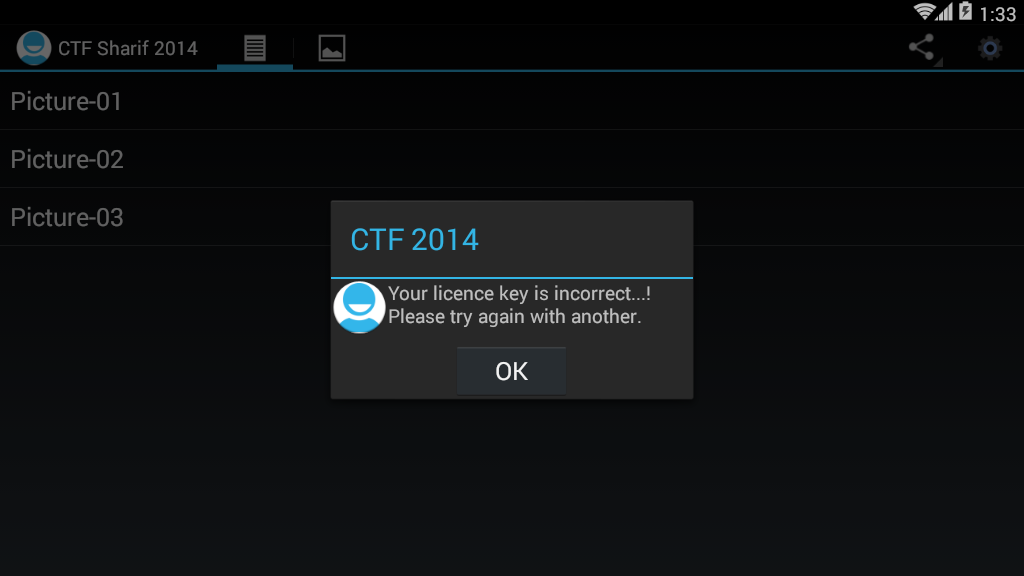 1:33
CTF Sharif 2014
Picture-01
Picture-02
Picture-03
CTF 2014
Your licence key is incorrect...!
Please try again with another.
OK